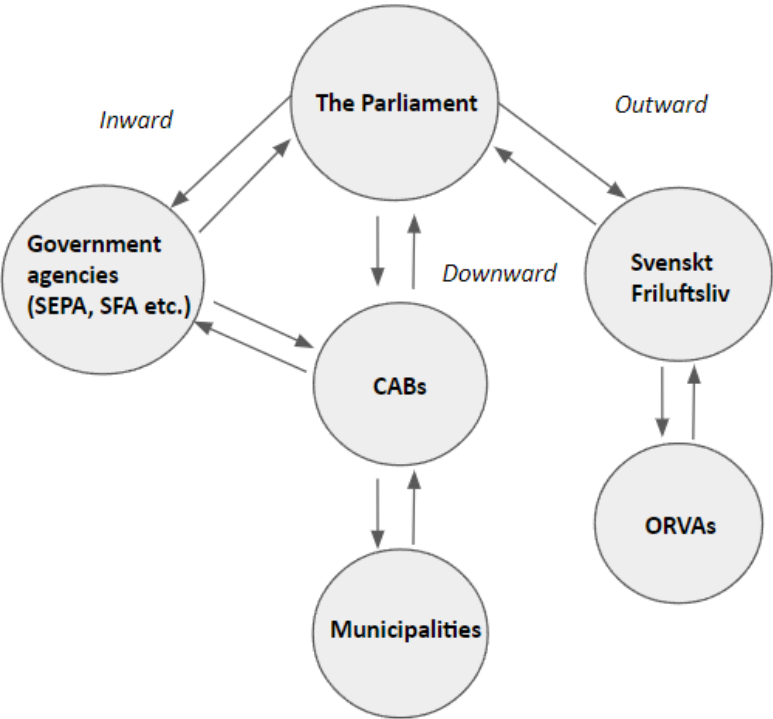 The Parliament
Inward
Outward
Government
agencies
(SEPA, SFA etc.)
Svenskt
Friluftsliv
Downward
CABs
ORVAs
Municipalities